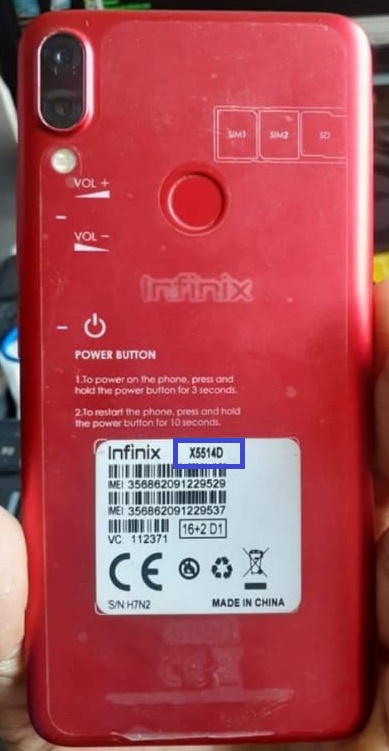 SIM1 SIM2 SD
VOL +
VOL −
Infinix
POWER BUTTON
1.To power on the phone, press and
hold the power button for 3 seconds.
2.To restart the phone, press and hold
the power button for 10 seconds.
Infinix X5514D
IMEI 356862091229529
IMEI 356862091229537
VC: 112371 16+2 D1
CE
S/N:H7N2 MADE IN CHINA